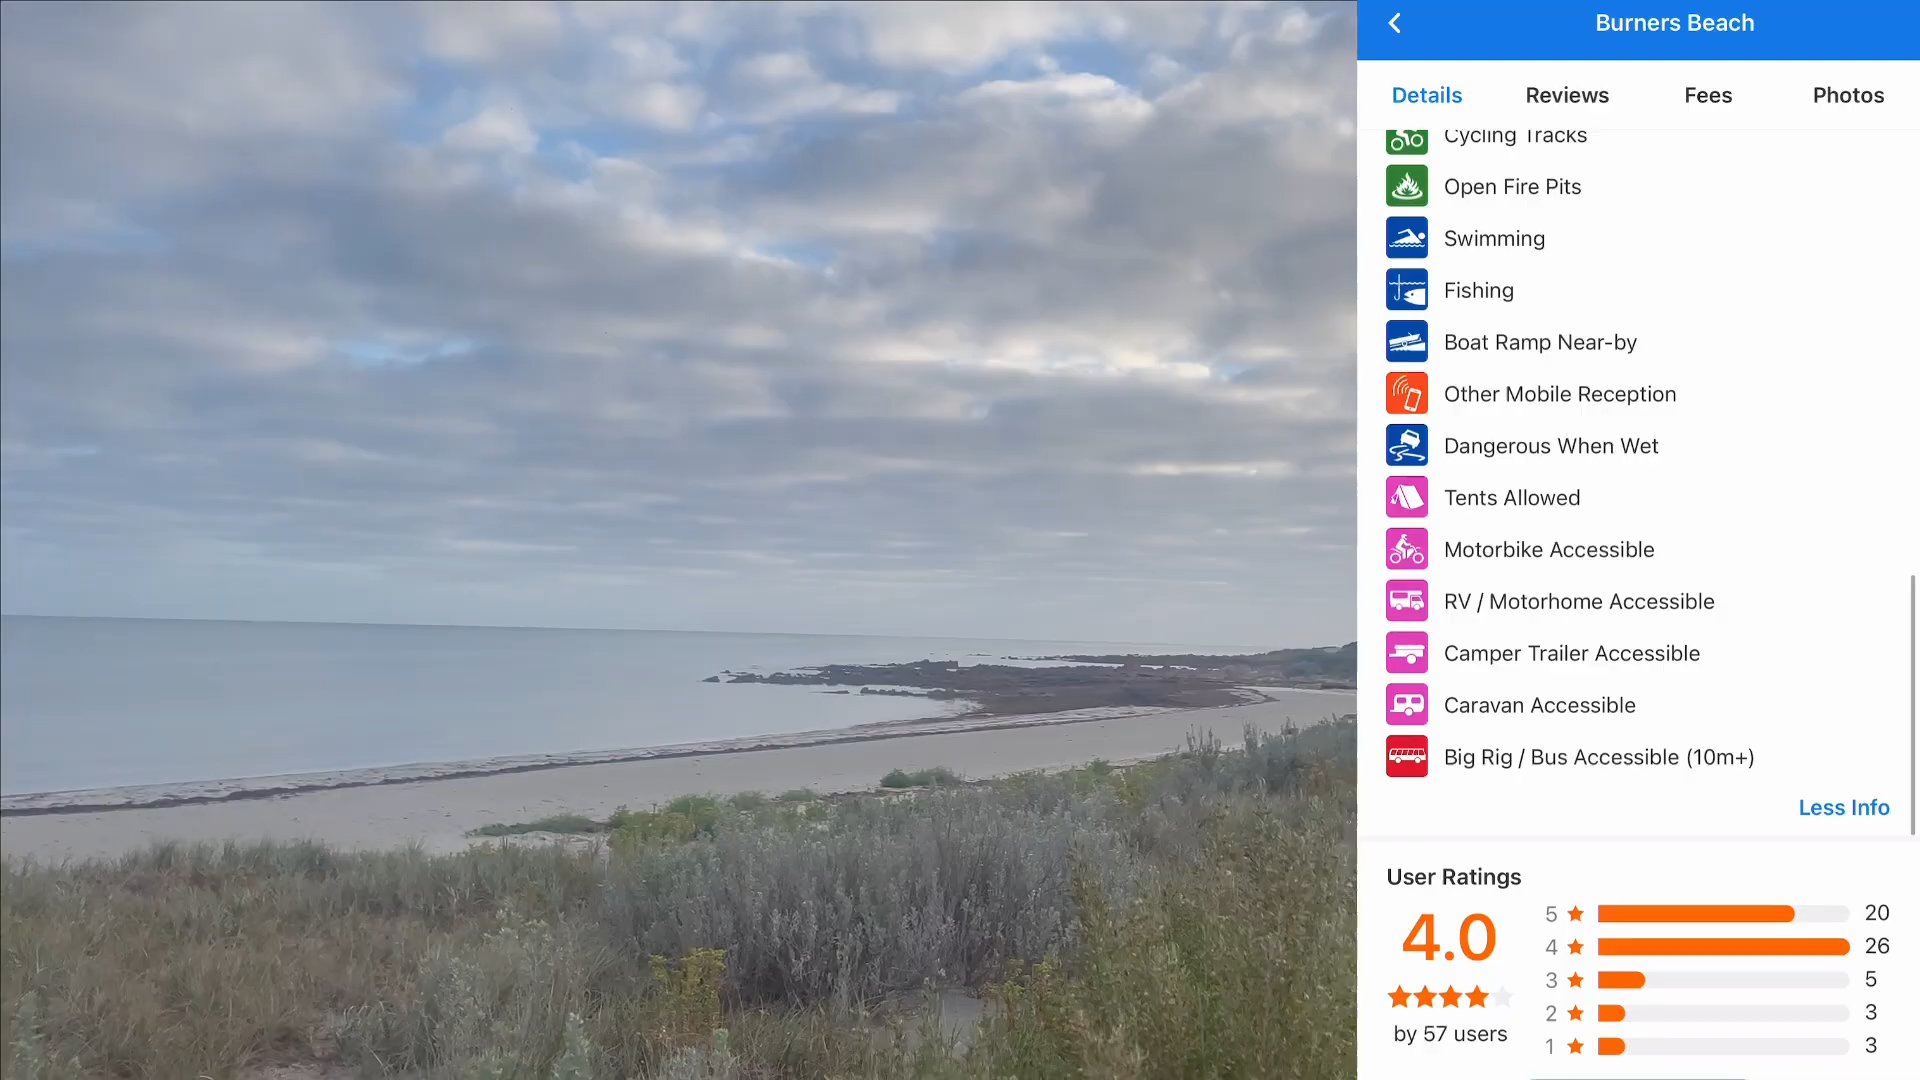 Burners Beach
Details Reviews Fees Photos
Cycling Tracks
Open Fire Pits
Swimming
Fishing
Boat Ramp Near-by
Other Mobile Reception
Dangerous When Wet
Tents Allowed
Motorbike Accessible
RV / Motorhome Accessible
Camper Trailer Accessible
Caravan Accessible
Big Rig / Bus Accessible (10m+)
Less Info
User Ratings
4.0
by 57 users
5 20
4 26
3 5
2 3
1 3